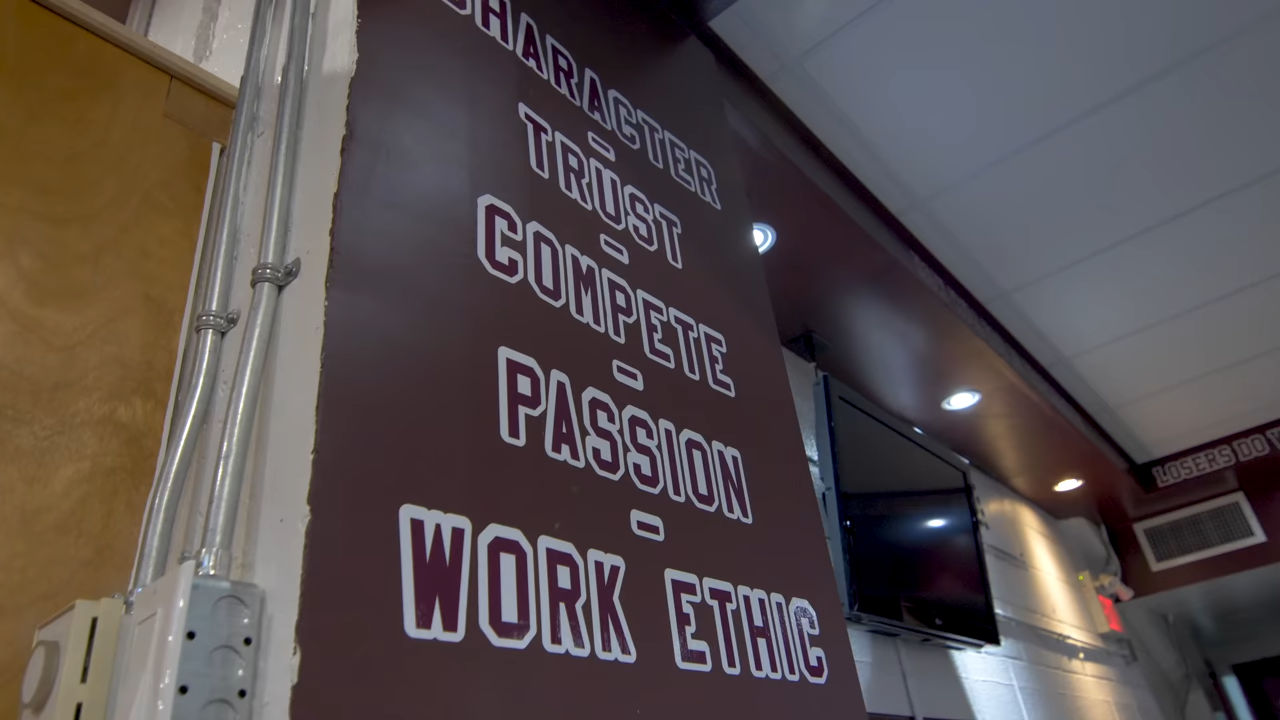 CHARACTER
-
TRUST
-
COMPETE
-
PASSION
-
WORK ETHIC
LOSERS DO